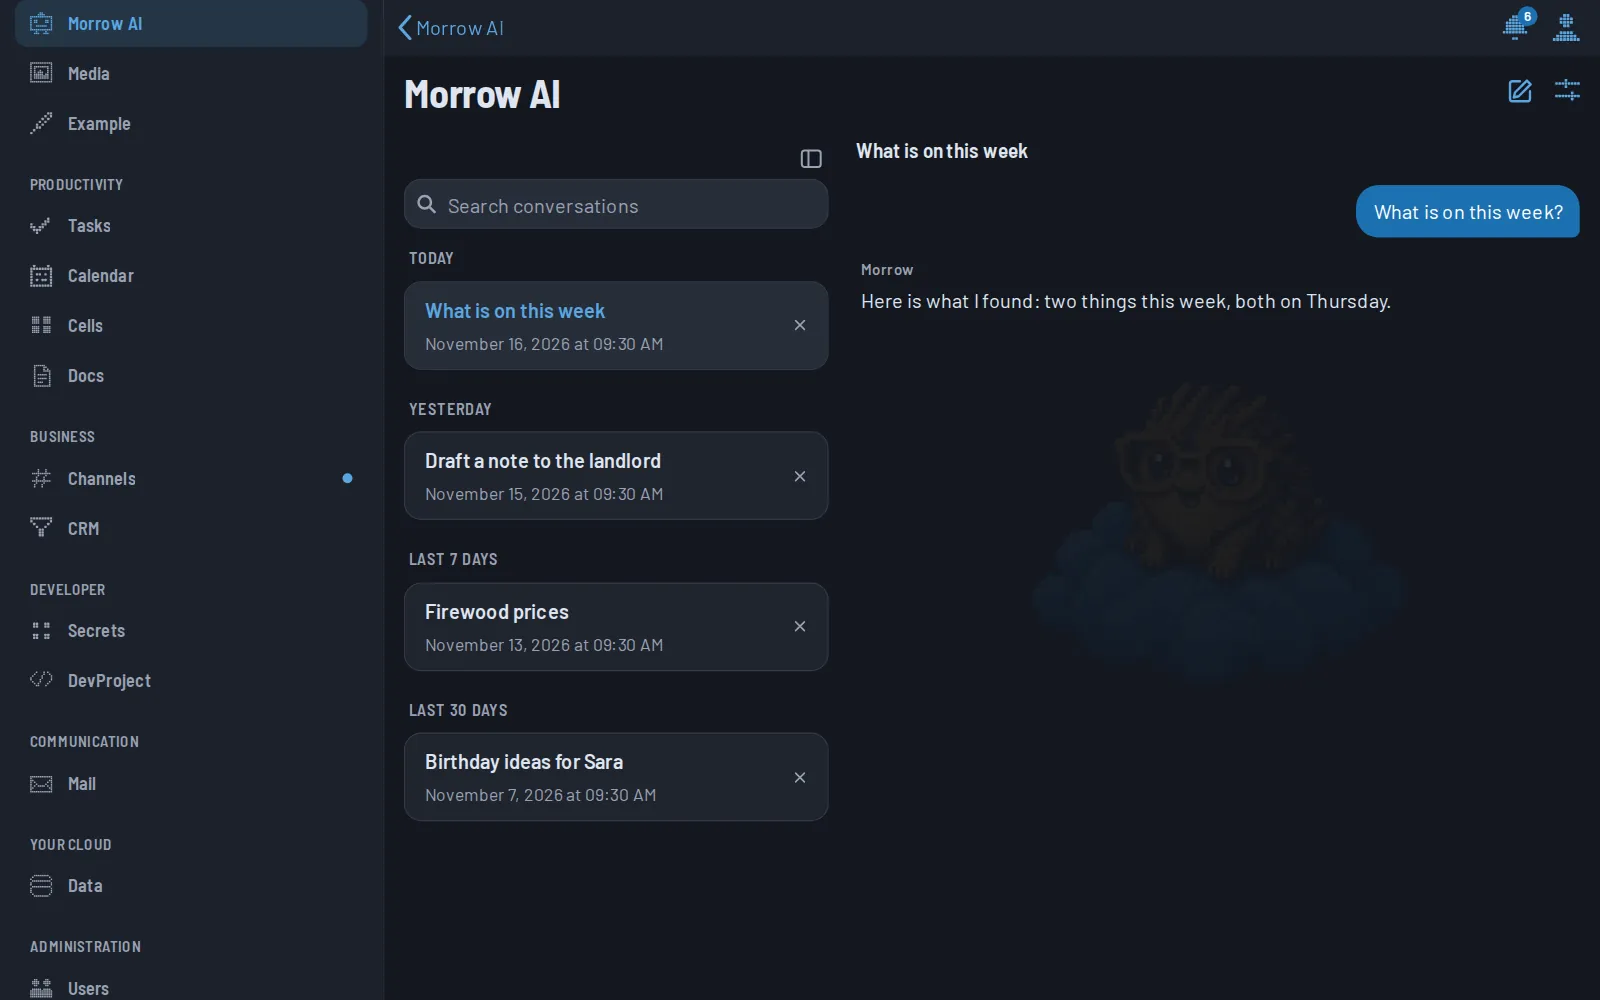 Morrow AI
Media
Example
PRODUCTIVITY
Tasks
Calendar
Cells
Docs
BUSINESS
Channels
CRM
DEVELOPER
Secrets
DevProject
COMMUNICATION
Mail
YOUR CLOUD
Data
ADMINISTRATION
Users
Morrow AI
6
Morrow AI
Search conversations
TODAY
What is on this week
November 16, 2026 at 09:30 AM
YESTERDAY
Draft a note to the landlord
November 15, 2026 at 09:30 AM
LAST 7 DAYS
Firewood prices
November 13, 2026 at 09:30 AM
LAST 30 DAYS
Birthday ideas for Sara
November 7, 2026 at 09:30 AM
What is on this week
What is on this week?
Morrow
Here is what I found: two things this week, both on Thursday.